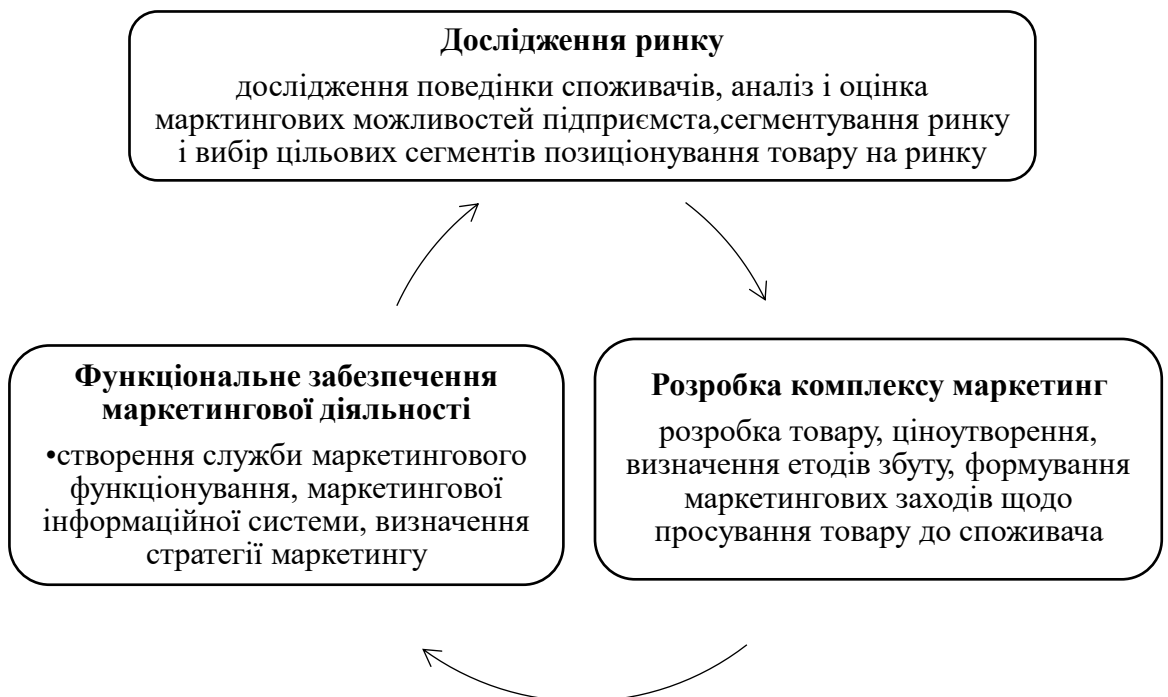 Дослідження ринку
дослідження поведінки споживачів, аналіз і оцінка
марктингових можливостей підприємста,сегментування ринку
і вибір цільових сегментів позиціонування товару на ринку
Функціональне забезпечення
маркетингової діяльності
•створення служби маркетингового
функціонування, маркетингової
інформаційної системи, визначення
стратегії маркетингу
Розробка комплексу маркетинг
розробка товару, ціноутворення,
визначення етодів збуту, формування
маркетингових заходів щодо
просування товару до споживача